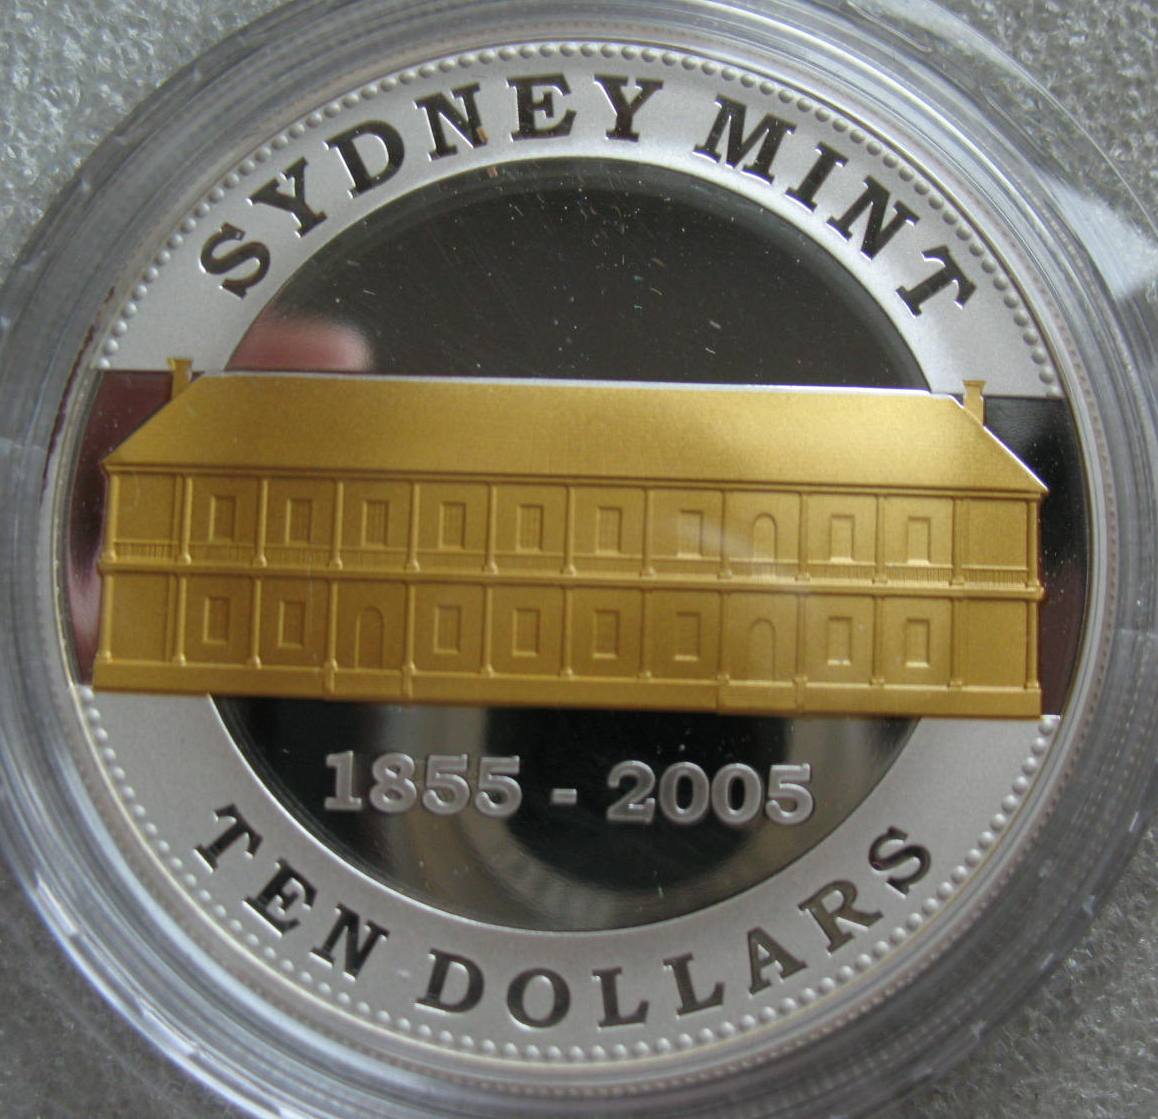 SYDNEY MINT
1855 - 2005
TEN DOLLARS